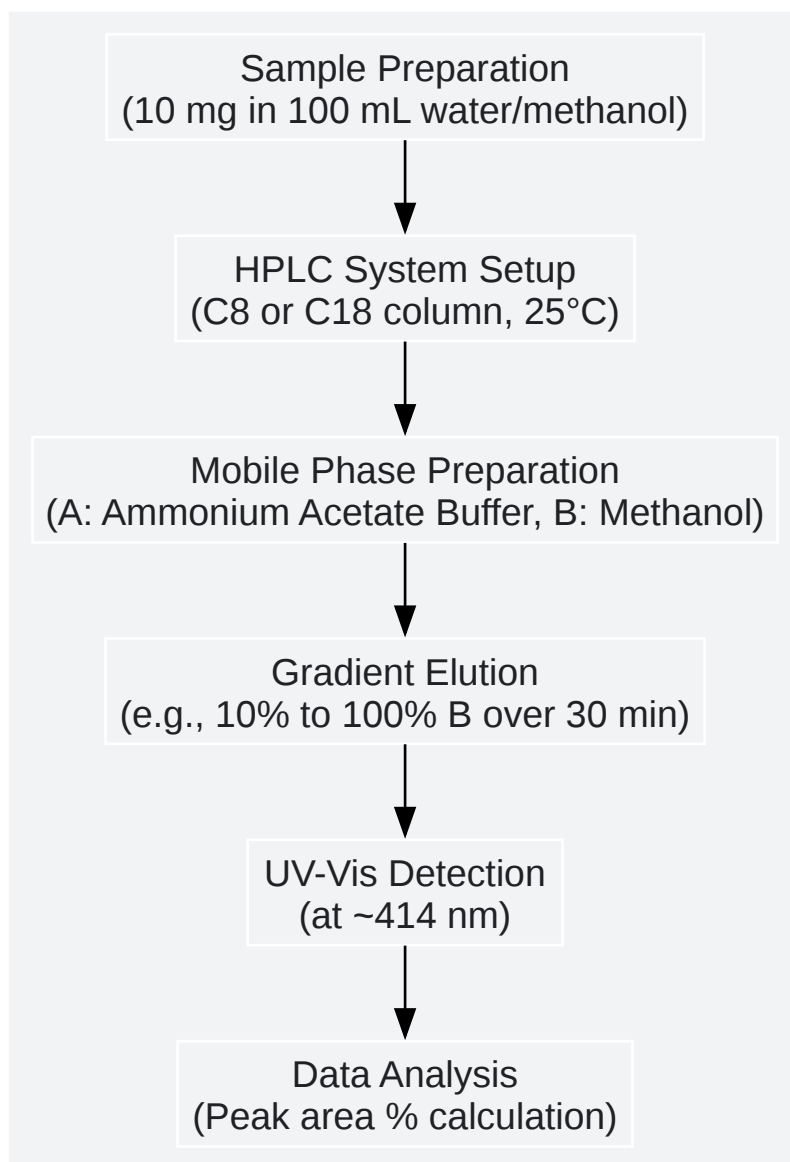 Sample Preparation
(10 mg in 100 mL water/methanol)
HPLC System Setup
(C8 or C18 column, 25°C)
Mobile Phase Preparation
(A: Ammonium Acetate Buffer, B: Methanol)
Gradient Elution
(e.g., 10% to 100% B over 30 min)
UV-Vis Detection
(at ~414 nm)
Data Analysis
(Peak area % calculation)